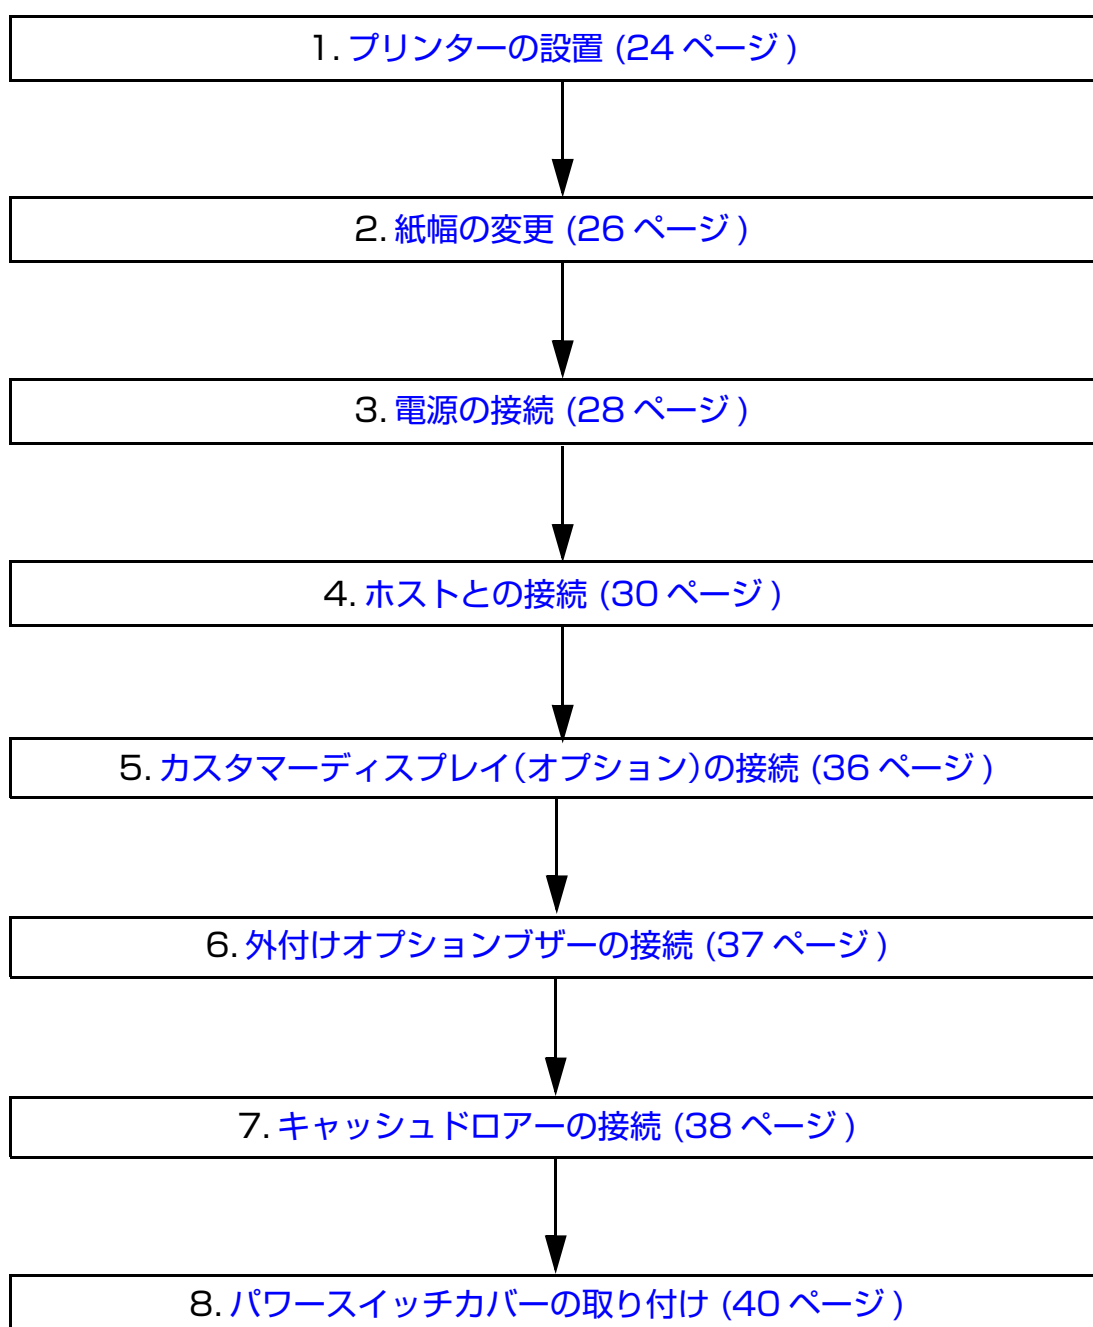 1. プリンターの設置 (24 ページ)
2. 紙幅の変更 (26 ページ)
3. 電源の接続 (28 ページ)
4. ホストとの接続 (30 ページ)
5. カスタマーディスプレイ(オプション)の接続 (36 ページ)
6. 外付けオプションブザーの接続 (37 ページ)
7. キャッシュドロアーの接続 (38 ページ)
8. パワースイッチカバーの取り付け (40 ページ)